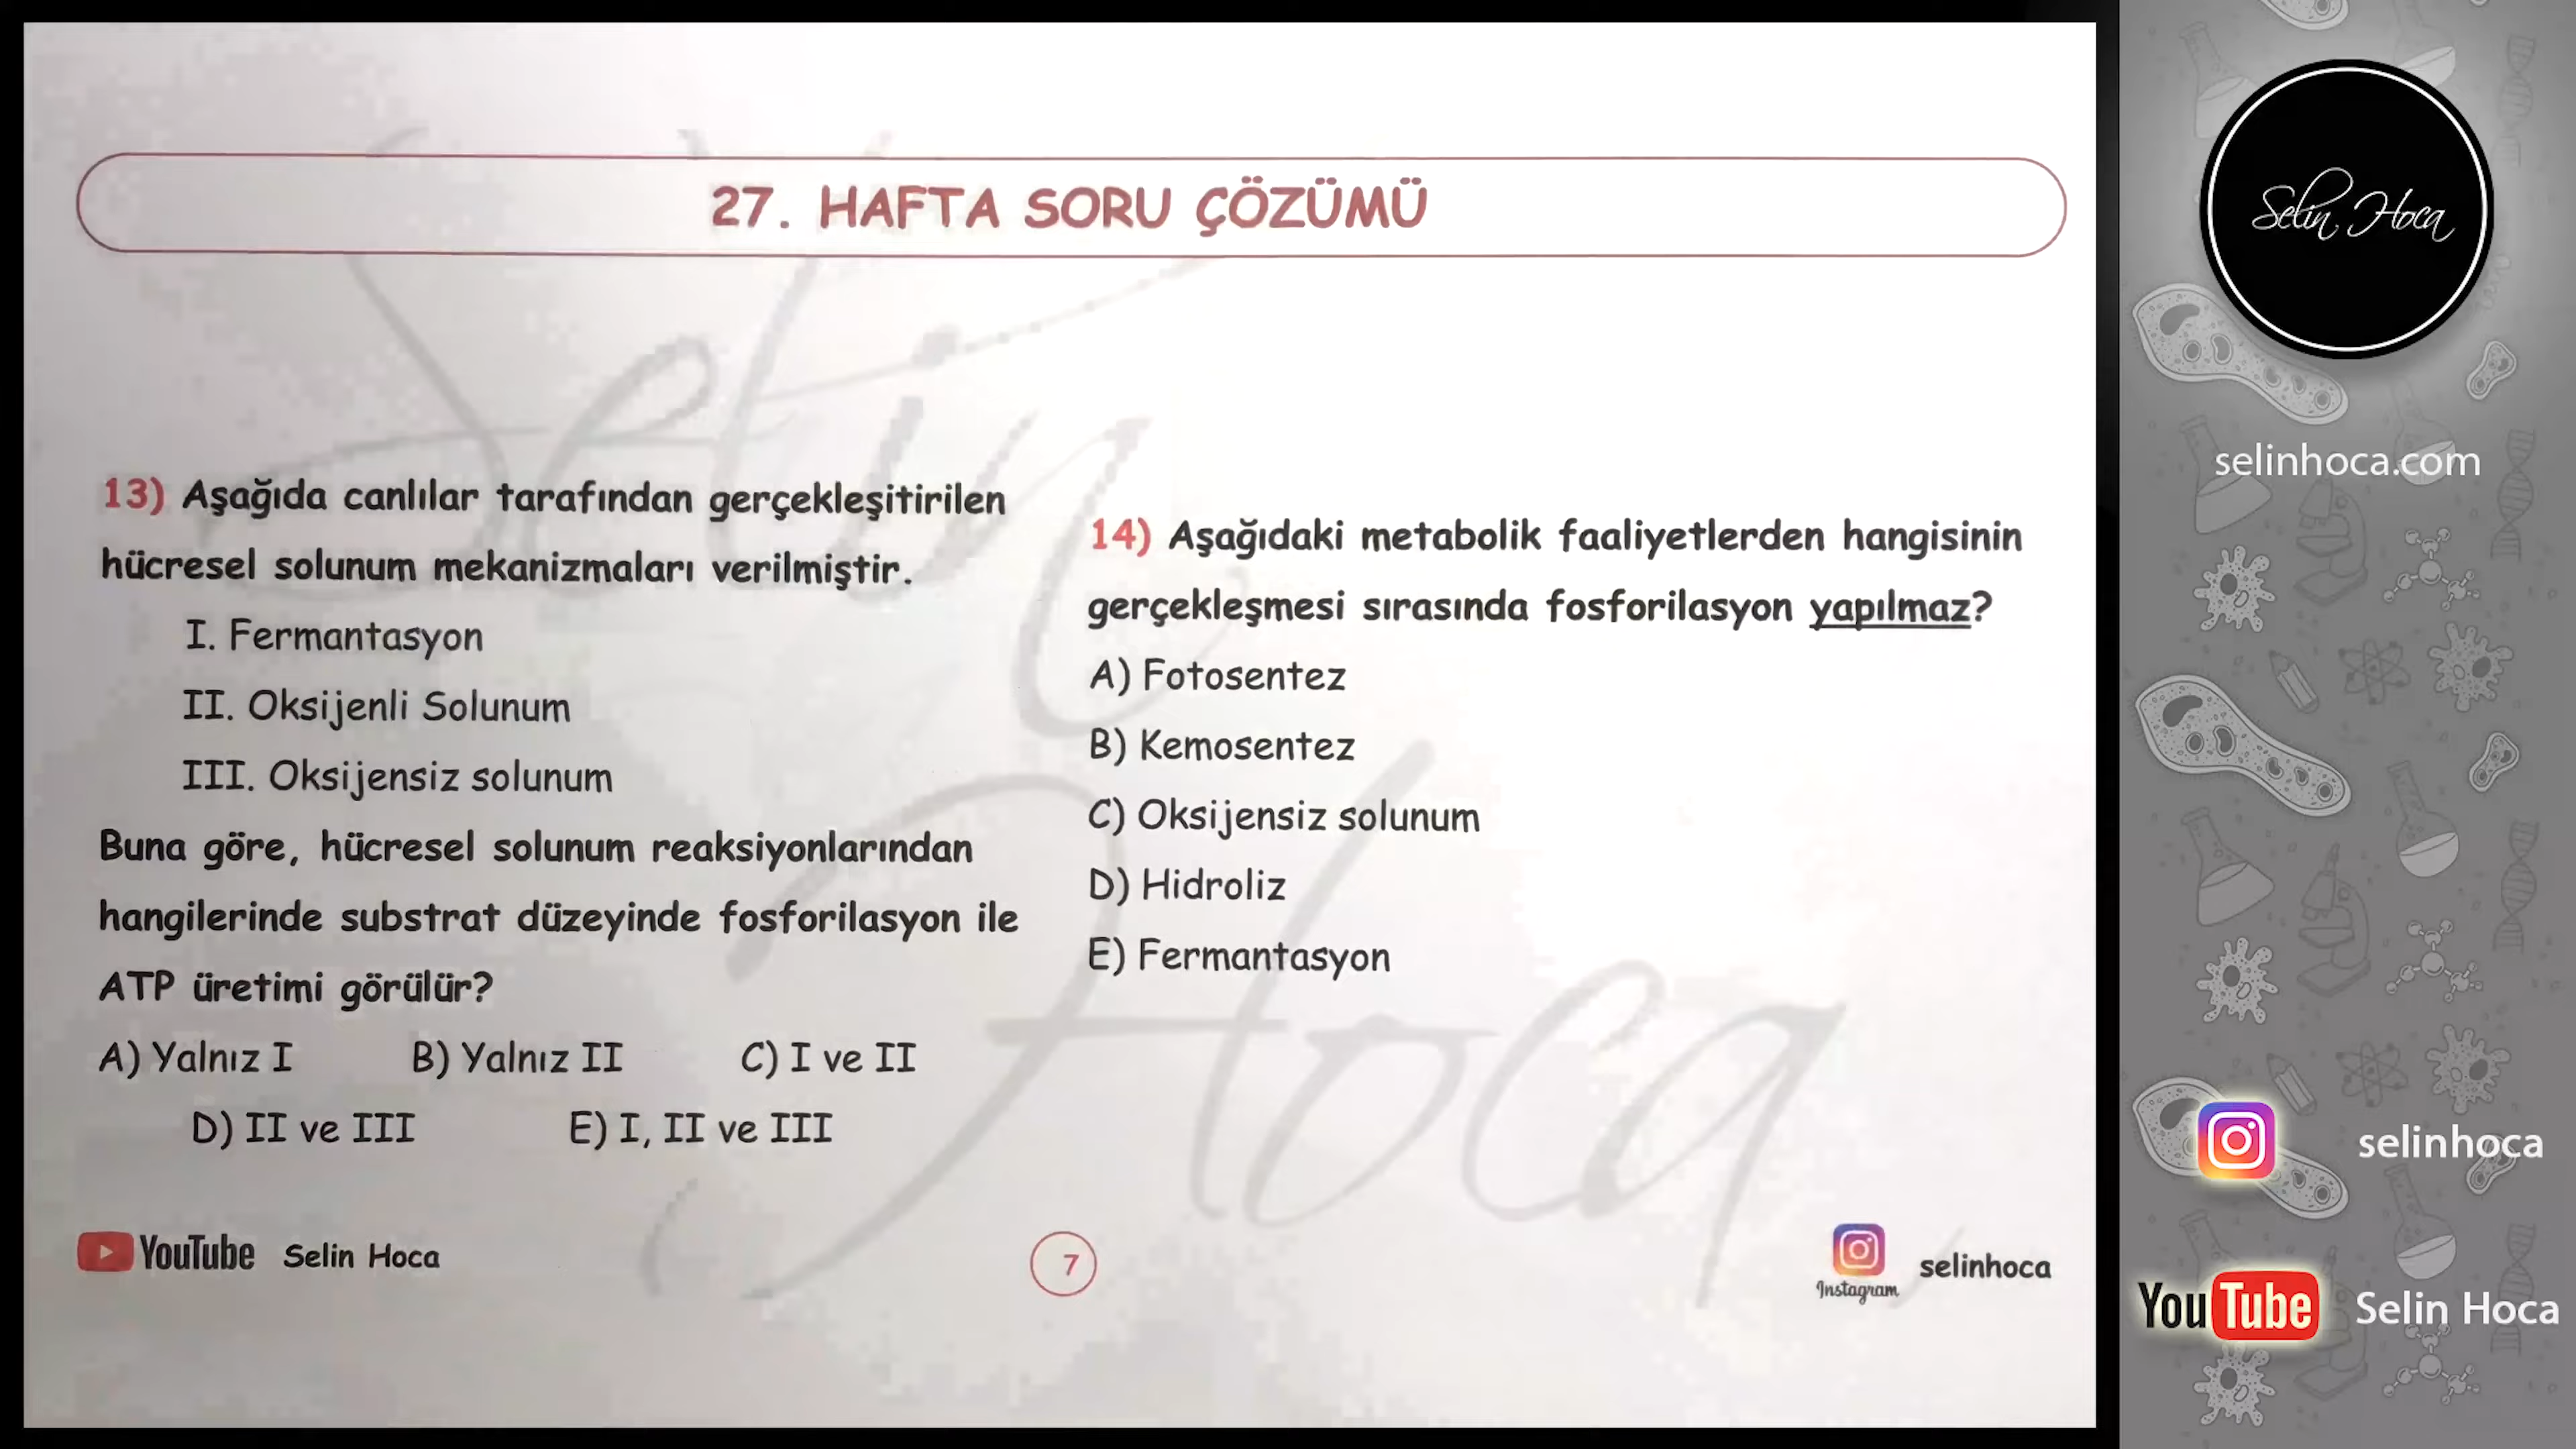 27. HAFTA SORU ÇÖZÜMÜ
13) Aşağıda canlılar tarafından gerçekleşitirilen
hücresel solunum mekanizmaları verilmiştir.
I. Fermantasyon
II. Oksijenli Solunum
III. Oksijensiz solunum
Buna göre, hücresel solunum reaksiyonlarından
hangilerinde substrat düzeyinde fosforilasyon ile
ATP üretimi görülür?
A) Yalnız I B) Yalnız II C) I ve II
D) II ve III E) I, II ve III
14) Aşağıdaki metabolik faaliyetlerden hangisinin
gerçekleşmesi sırasında fosforilasyon yapılmaz?
A) Fotosentez
B) Kemosentez
C) Oksijensiz solunum
D) Hidroliz
E) Fermantasyon
YouTube Selin Hoca
7
Instagram selinhoca
Selin Hoca
Selin Hoca
selinhoca.com
selinhoca
YouTube Selin Hoca